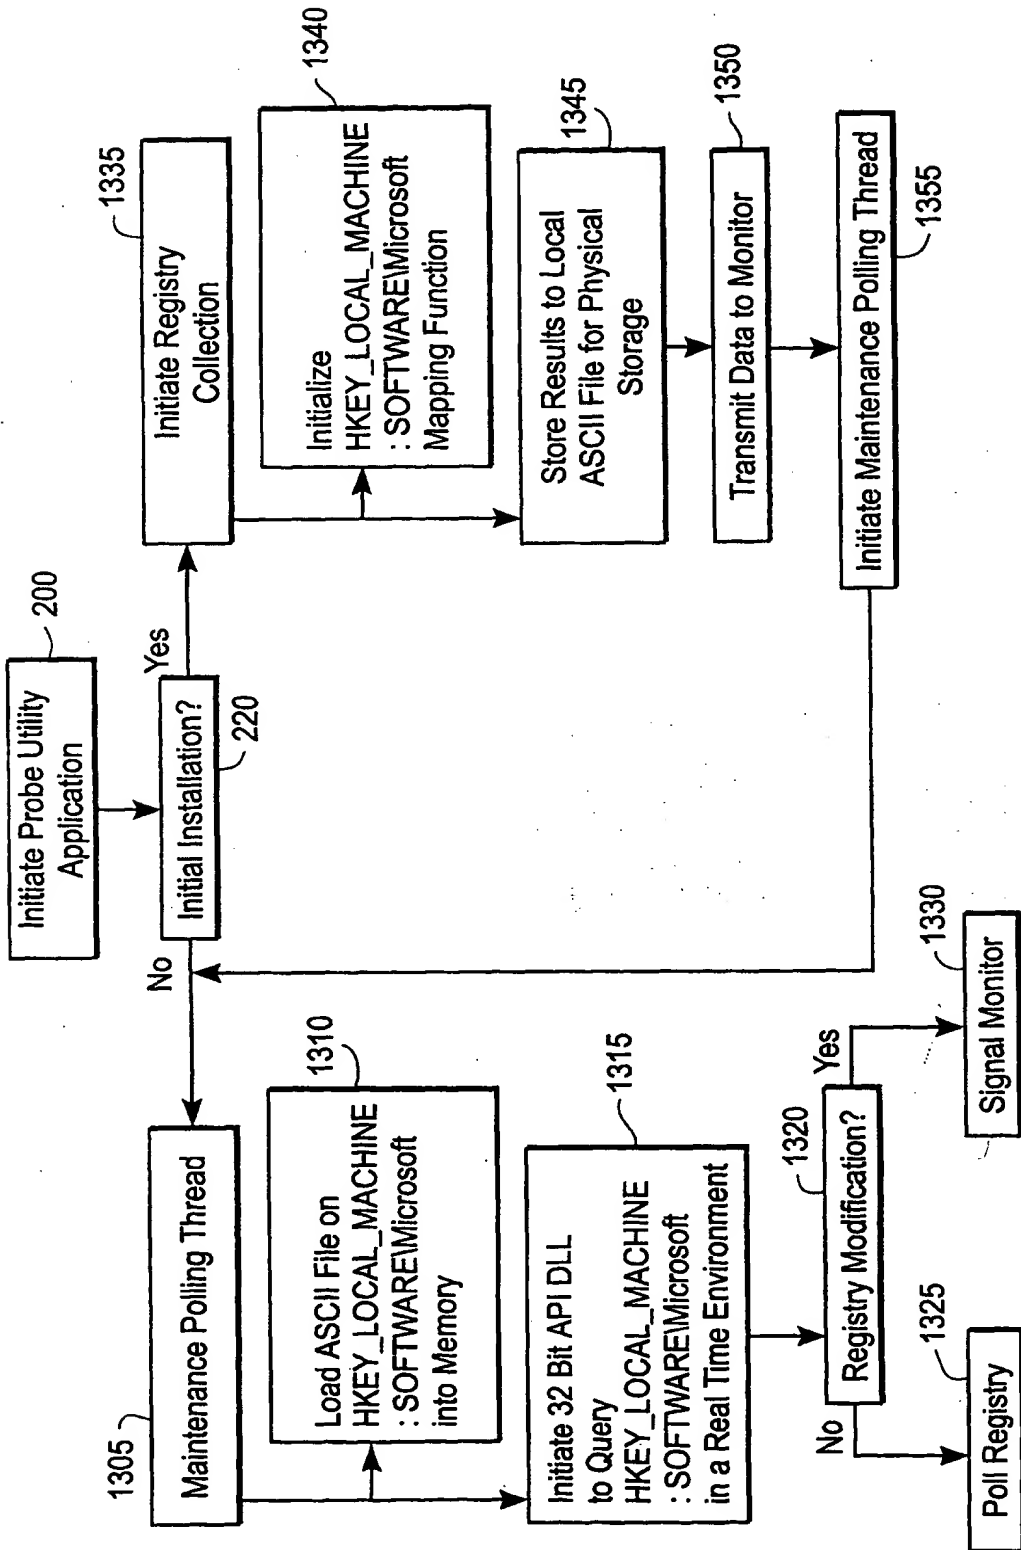 Initiate Probe Utility
Application
200
Initial Installation?
220
No
Yes
Maintenance Polling Thread
1305
Load ASCII File on
HKEY_LOCAL_MACHINE
: SOFTWARE\Microsoft
into Memory
1310
Initiate 32 Bit API DLL
to Query
HKEY_LOCAL_MACHINE
: SOFTWARE\Microsoft
in a Real Time Environment
1315
Registry Modification?
1320
No
Yes
Poll Registry
1325
Signal Monitor
1330
Initiate Registry
Collection
1335
Initialize
HKEY_LOCAL_MACHINE
: SOFTWARE\Microsoft
Mapping Function
1340
Store Results to Local
ASCII File for Physical
Storage
1345
Transmit Data to Monitor
1350
Initiate Maintenance Polling Thread
1355